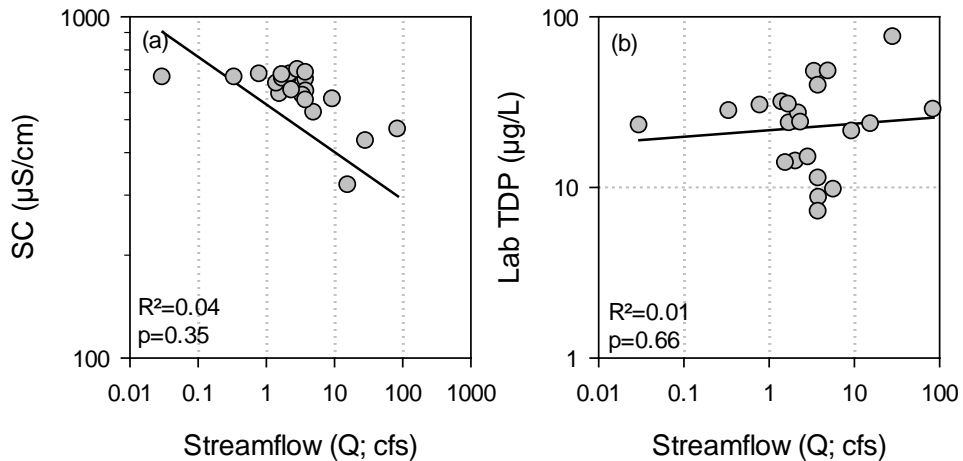 1000
(a)
SC (µS/cm)
R²=0.04
p=0.35
100
0.01 0.1 1 10 100 1000
Streamflow (Q; cfs)
100
(b)
Lab TDP (µg/L)
10
R²=0.01
p=0.66
1
0.01 0.1 1 10 100
Streamflow (Q; cfs)